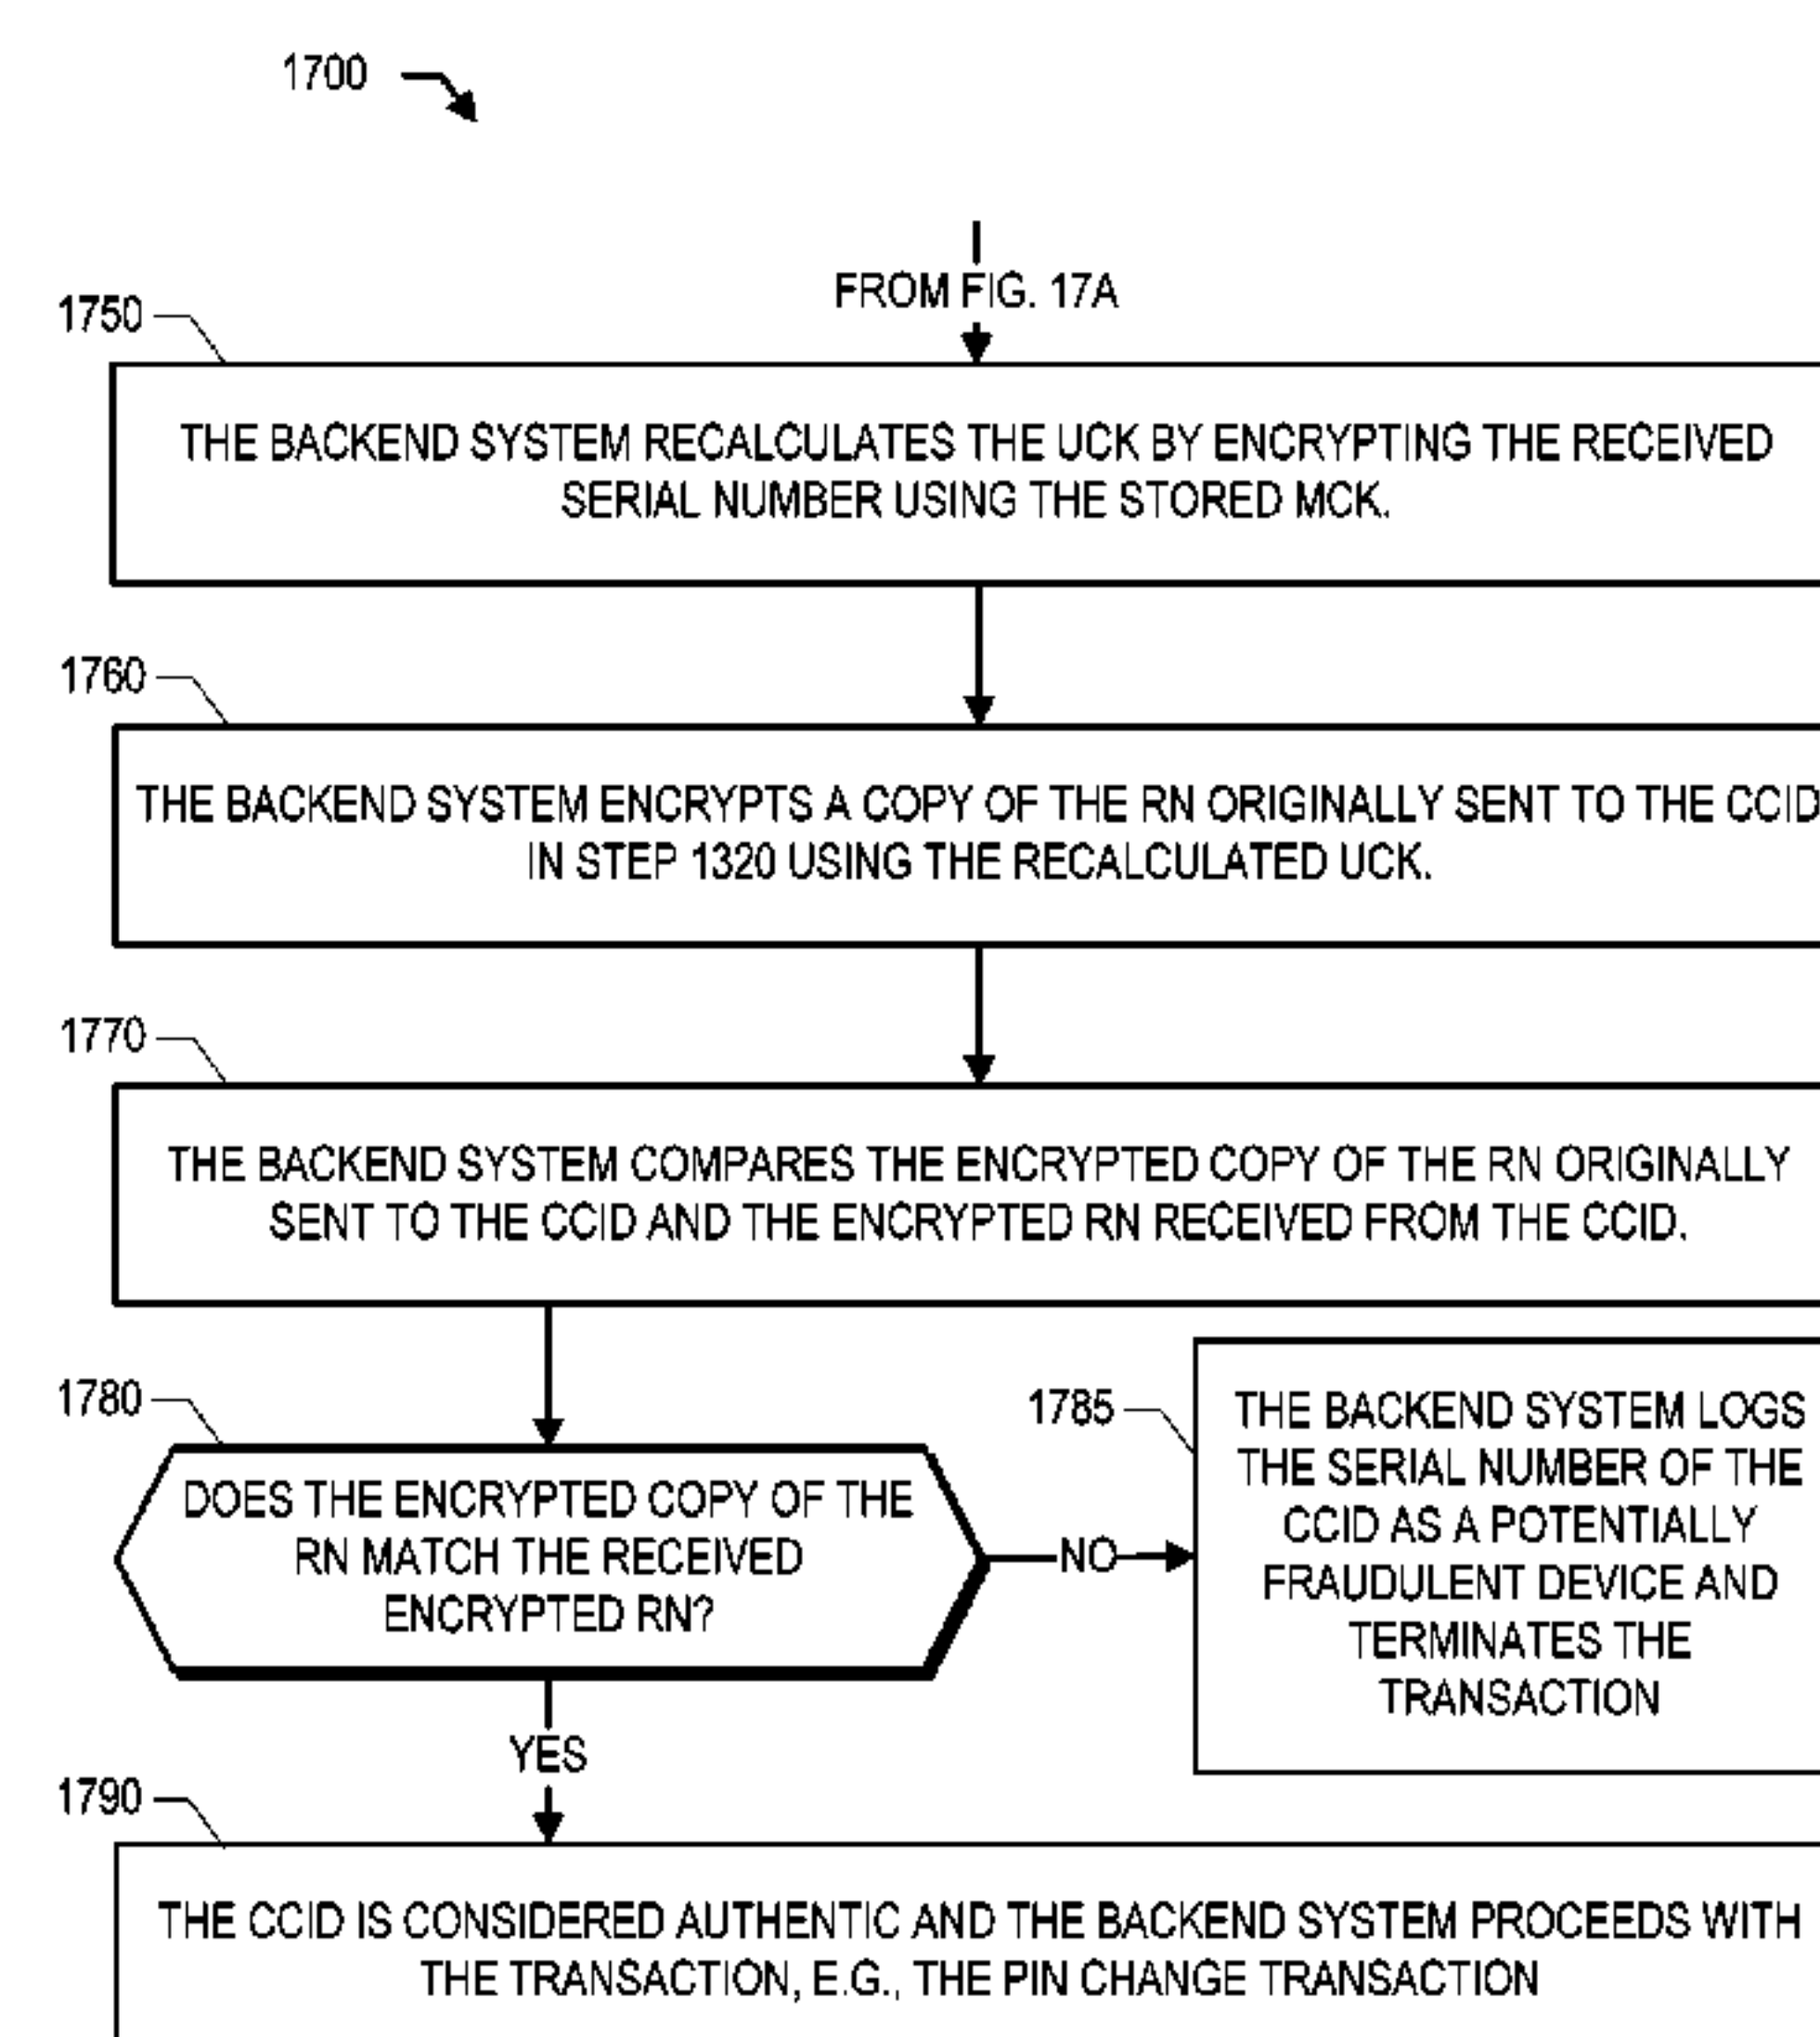 1700
FROM FIG. 17A
1750
THE BACKEND SYSTEM RECALCULATES THE UCK BY ENCRYPTING THE RECEIVED
SERIAL NUMBER USING THE STORED MCK.
1760
THE BACKEND SYSTEM ENCRYPTS A COPY OF THE RN ORIGINALLY SENT TO THE CCID
IN STEP 1320 USING THE RECALCULATED UCK.
1770
THE BACKEND SYSTEM COMPARES THE ENCRYPTED COPY OF THE RN ORIGINALLY
SENT TO THE CCID AND THE ENCRYPTED RN RECEIVED FROM THE CCID.
1780
DOES THE ENCRYPTED COPY OF THE
RN MATCH THE RECEIVED
ENCRYPTED RN?
NO
1785
THE BACKEND SYSTEM LOGS
THE SERIAL NUMBER OF THE
CCID AS A POTENTIALLY
FRAUDULENT DEVICE AND
TERMINATES THE
TRANSACTION
YES
1790
THE CCID IS CONSIDERED AUTHENTIC AND THE BACKEND SYSTEM PROCEEDS WITH
THE TRANSACTION, E.G., THE PIN CHANGE TRANSACTION